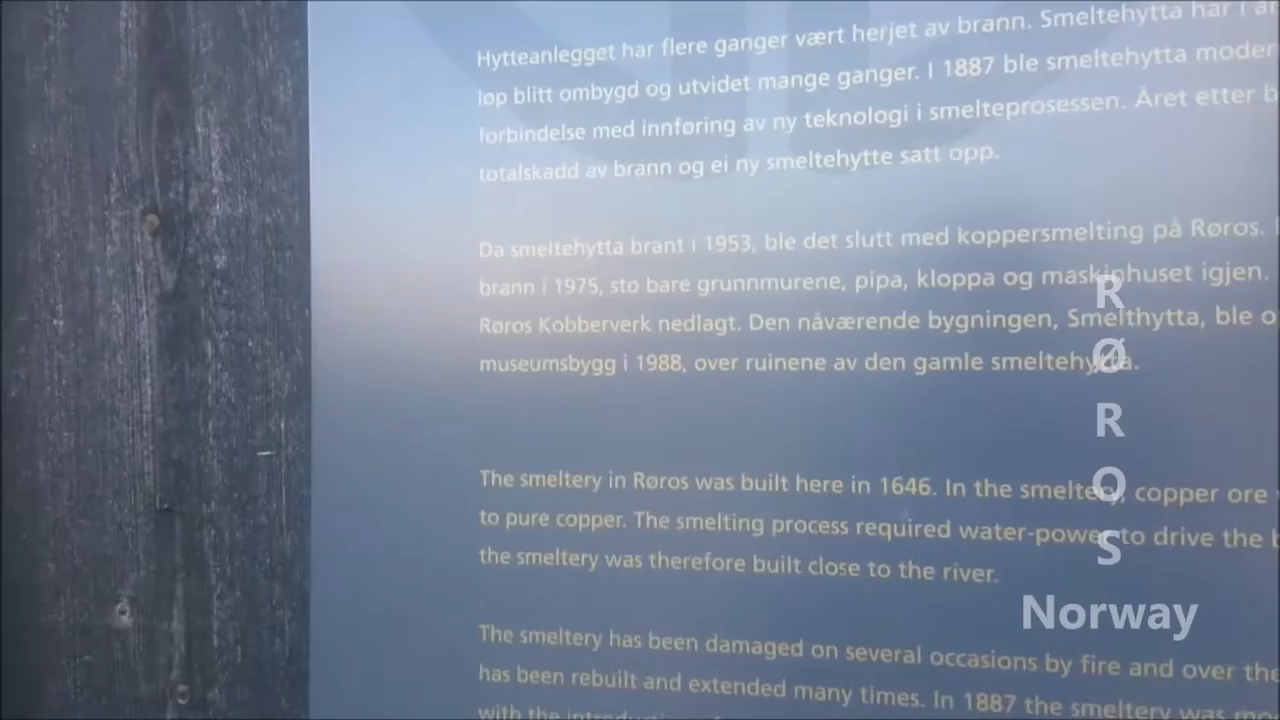 Hytteanlegget har flere ganger vært herjet av brann. Smeltehytta har i
løp blitt ombygd og utvidet mange ganger. I 1887 ble smeltehytta moder
forbindelse med innføring av ny teknologi i smelteprosessen. Året etter b
totalskadd av brann og ei ny smeltehytte satt opp.
Da smeltehytta brant i 1953, ble det slutt med koppersmelting på Røros.
brann i 1975, sto bare grunnmurene, pipa, kloppa og maskinhuset igjen.
Røros Kobberverk nedlagt. Den nåværende bygningen, Smelthytta, ble o
museumsbygg i 1988, over ruinene av den gamle smeltehytta.
The smeltery in Røros was built here in 1646. In the smeltery, copper ore
to pure copper. The smelting process required water-power to drive the b
the smeltery was therefore built close to the river.
The smeltery has been damaged on several occasions by fire and over the
has been rebuilt and extended many times. In 1887 the smeltery was mo
with the
R
Ø
R
O
S
Norway